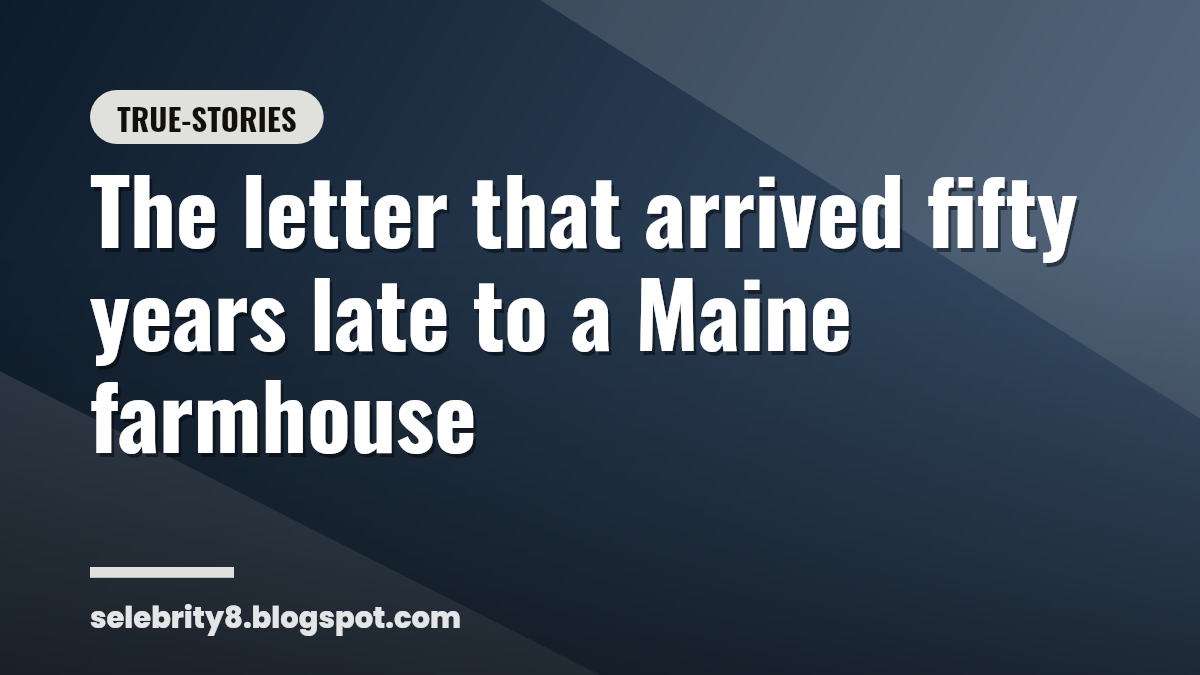 TRUE-STORIES
The letter that arrived fifty
years late to a Maine
farmhouse
selebrity8.blogspot.com